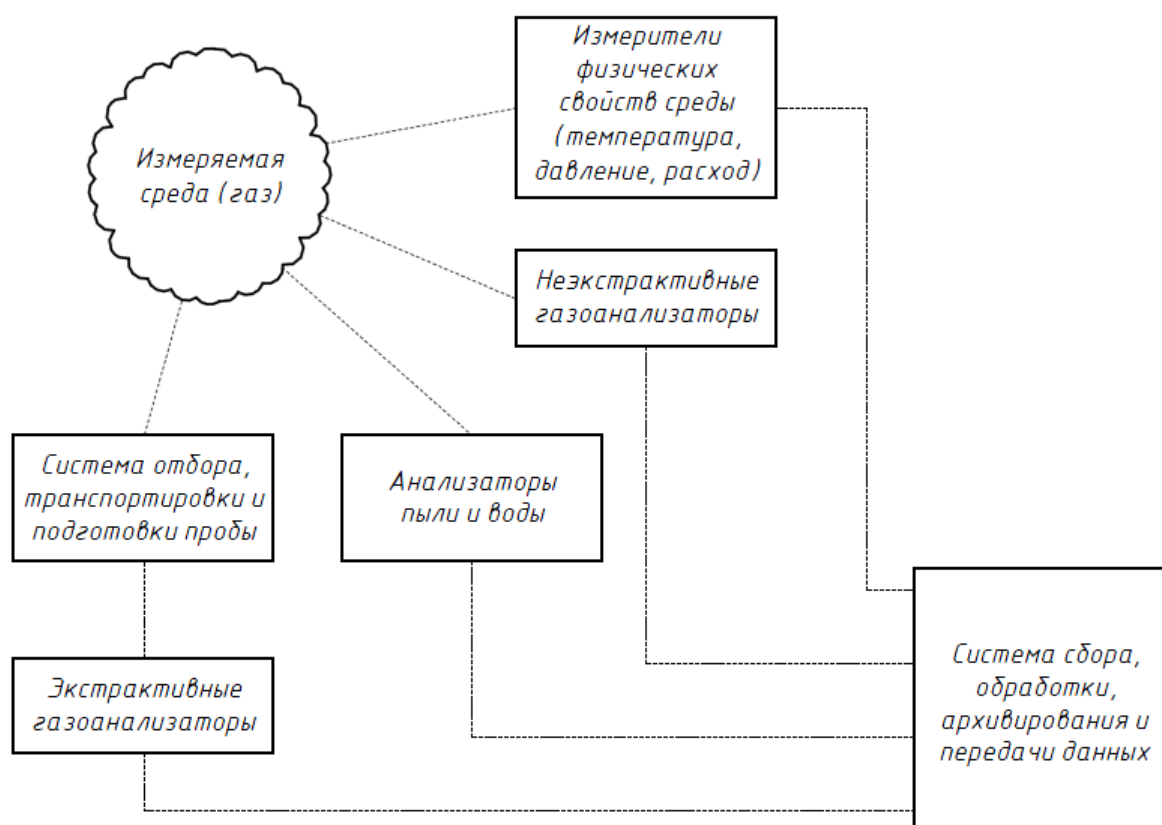 Измерители
физических
свойств среды
(температура,
давление, расход)
Измеряемая
среда (газ)
Неэкстрактивные
газоанализаторы
Система отбора,
транспортировки и
подготовки пробы
Анализаторы
пыли и воды
Экстрактивные
газоанализаторы
Система сбора,
обработки,
архивирования и
передачи данных